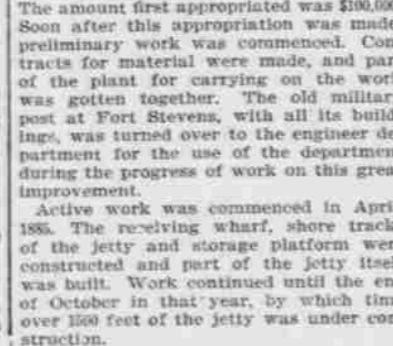 The amount first appropriated was $100,000
Soon after this appropriation was made
preliminary work was commenced. Con
tracts for material were made, and par
of the plant for carrying on the wor
was gotten together. The old militar
post at Fort Stevens, with all its build
ings, was turned over to the engineer de
partment for the use of the departmen
during the progress of work on this grea
improvement.
Active work was commenced in Apri
1885. The receiving wharf, shore track
of the jetty and storage platform wer
constructed and part of the jetty itsel
was built. Work continued until the en
of October in that year, by which tim
over 1500 feet of the jetty was under con
struction.